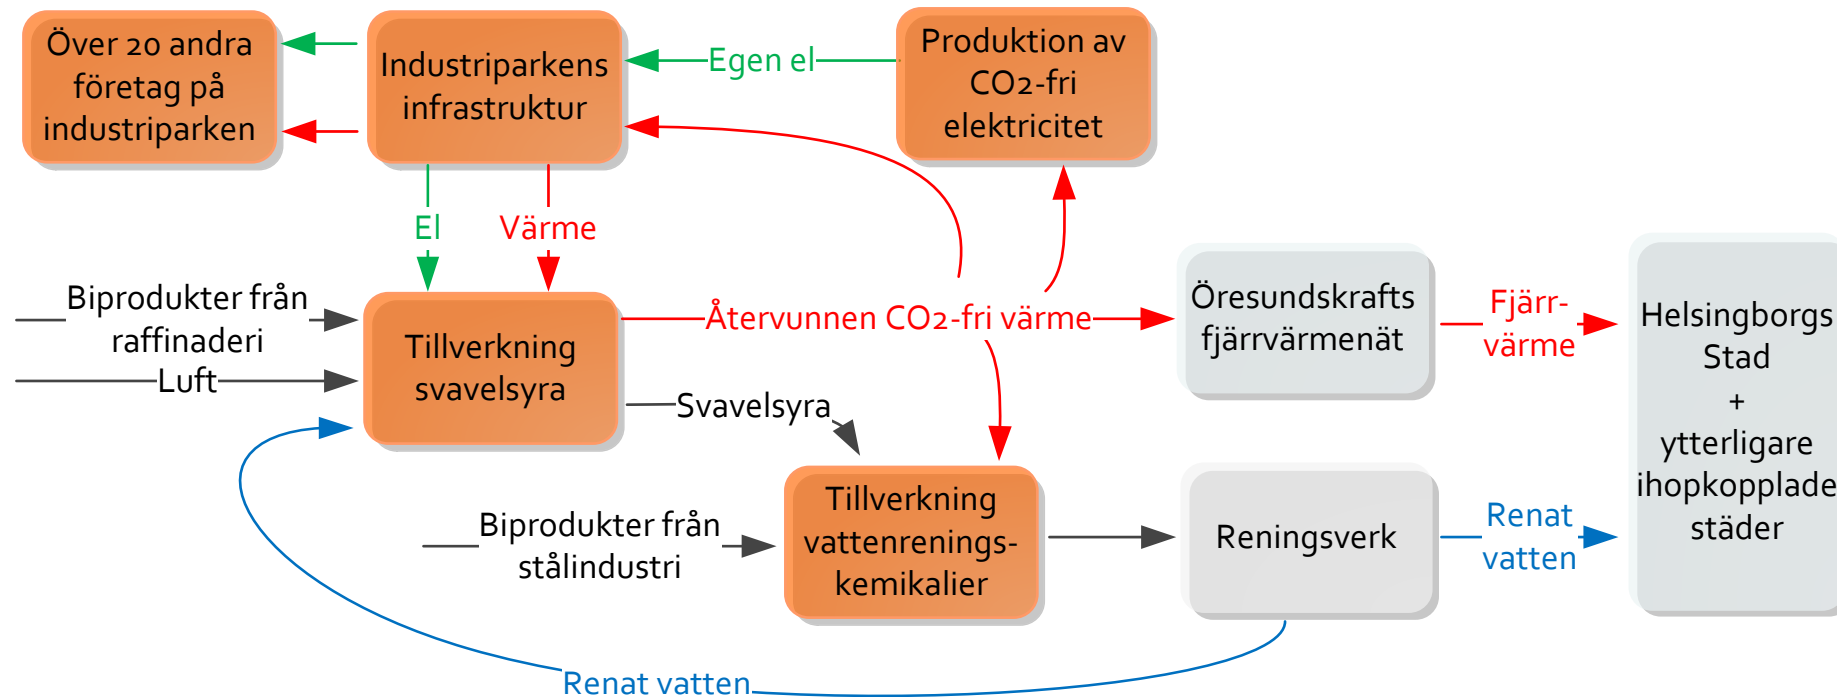 Över 20 andra
företag på
industriparken
Industriparkens
infrastruktur
Egen el
Produktion av
CO2-fri
elektricitet
El
Värme
Biprodukter från
raffinaderi
Luft
Tillverkning
svavelsyra
Återvunnen CO2-fri värme
Öresundskrafts
fjärrvärmenät
Fjärr-
värme
Helsingborgs
Stad
+
ytterligare
ihopkopplade
städer
Svavelsyra
Biprodukter från
stålindustri
Tillverkning
vattenrenings-
kemikalier
Reningsverk
Renat
vatten
Renat vatten